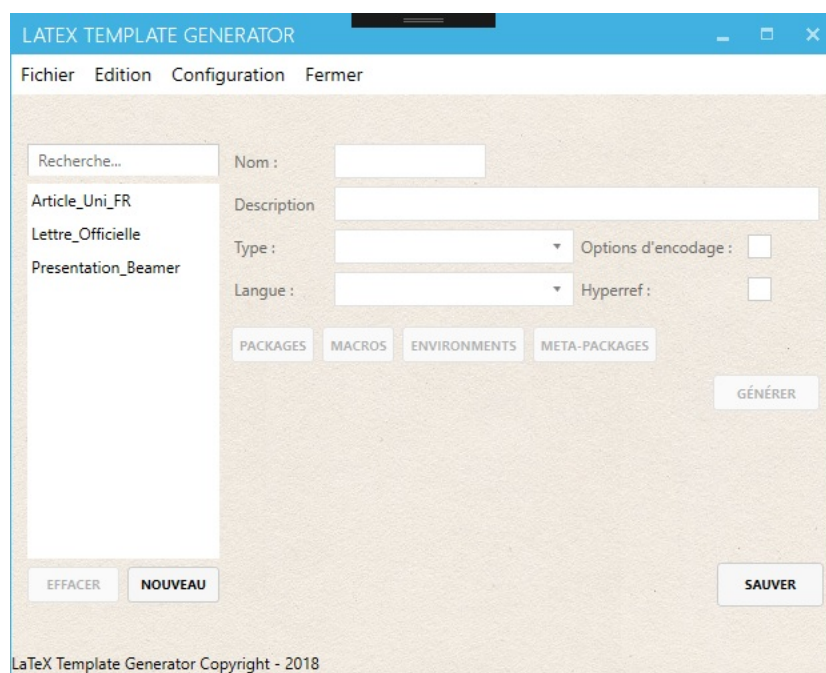 LATEX TEMPLATE GENERATOR
Fichier Edition Configuration Fermer
Recherche...
Nom :
Article_Uni_FR
Description
Lettre_Officielle
Type :
Options d'encodage :
Presentation_Beamer
Langue :
Hyperref :
PACKAGES MACROS ENVIRONMENTS META-PACKAGES
GÉNÉRER
EFFACER NOUVEAU
SAUVER
LaTeX Template Generator Copyright - 2018